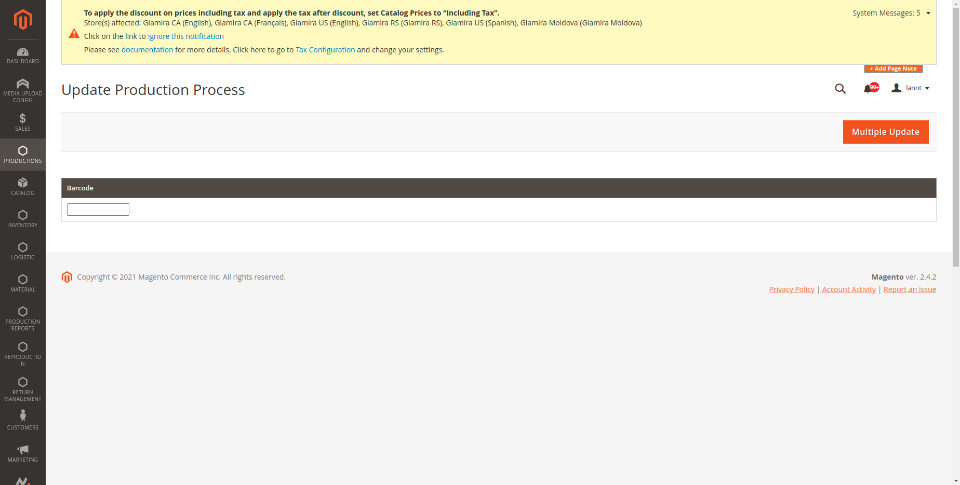 To apply the discount on prices including tax and apply the tax after discount, set Catalog Prices to "Including Tax".
Store(s) affected: Glamira CA (English), Glamira CA (Français), Glamira US (English), Glamira RS (Glamira RS), Glamira US (Spanish), Glamira Moldova (Glamira Moldova)
Click on the link to ignore this notification
Please see documentation for more details. Click here to go to Tax Configuration and change your settings.
System Messages: 5
+ Add Page Note
Update Production Process
99+
lannt
Multiple Update
Barcode
Copyright © 2021 Magento Commerce Inc. All rights reserved.
Magento ver. 2.4.2
Privacy Policy | Account Activity | Report an Issue
DASHBOARD
MEDIA UPLOAD
CONFIG
SALES
PRODUCTIONS
CATALOG
INVENTORY
LOGISTIC
MATERIAL
PRODUCTION
REPORTS
REPRODUCTIO
N
RETURN
MANAGEMENT
CUSTOMERS
MARKETING